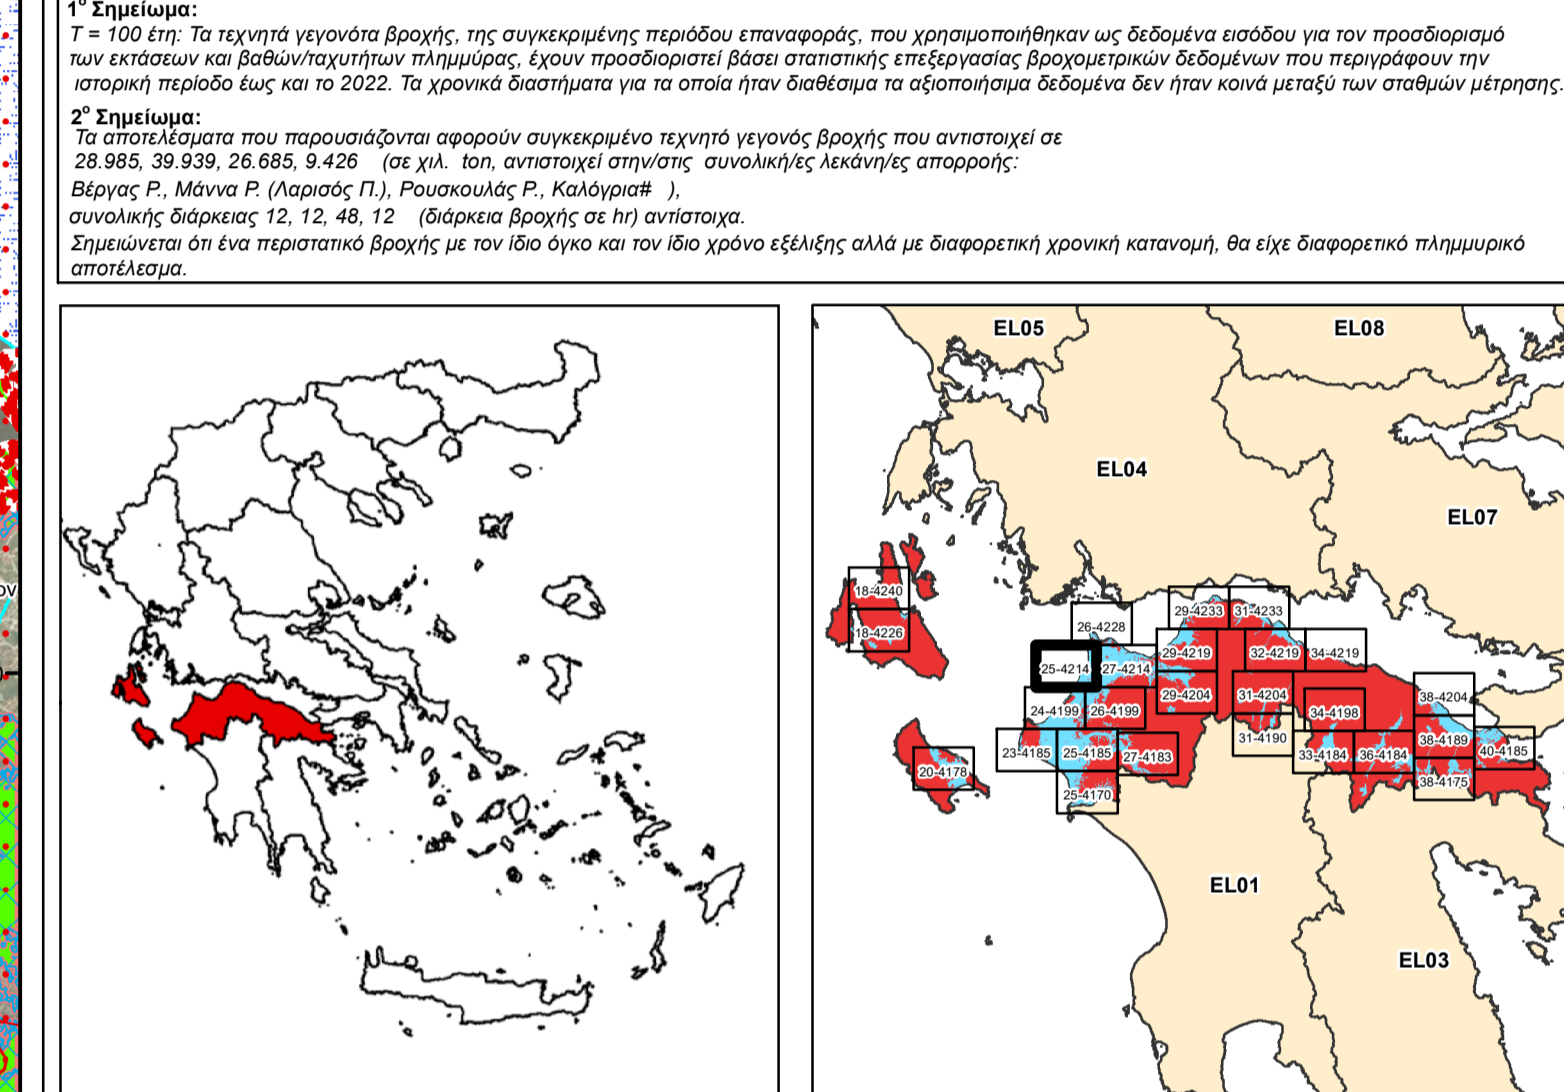 1ο Σημείωμα:
T = 100 έτη: Τα τεχνητά γεγονότα βροχής, της συγκεκριμένης περιόδου επαναφοράς, που χρησιμοποιήθηκαν ως δεδομένα εισόδου για τον προσδιορισμό
των εκτάσεων και βαθών/ταχυτήτων πλημμύρας, έχουν προσδιοριστεί βάσει στατιστικής επεξεργασίας βροχομετρικών δεδομένων που περιγράφουν την
ιστορική περίοδο έως και το 2022. Τα χρονικά διαστήματα για τα οποία ήταν διαθέσιμα τα αξιοποιήσιμα δεδομένα δεν ήταν κοινά μεταξύ των σταθμών μέτρησης.
2ο Σημείωμα:
Τα αποτελέσματα που παρουσιάζονται αφορούν συγκεκριμένο τεχνητό γεγονός βροχής που αντιστοιχεί σε
28.985, 39.939, 26.685, 9.426 (σε χιλ. ton, αντιστοιχεί στην/στις συνολική/ες λεκάνη/ες απορροής:
Βέργας Ρ., Μάννα Ρ. (Λαρισός Π.), Ρουσκουλάς Ρ., Καλόγρια# ),
συνολικής διάρκειας 12, 12, 48, 12 (διάρκεια βροχής σε hr) αντίστοιχα.
Σημειώνεται ότι ένα περιστατικό βροχής με τον ίδιο όγκο και τον ίδιο χρόνο εξέλιξης αλλά με διαφορετική χρονική κατανομή, θα είχε διαφορετικό πλημμυρικό
αποτέλεσμα.
EL05
EL08
EL04
EL07
18-4240
18-4226
26-4228
29-4233
31-4233
25-4214
27-4214
29-4219
32-4219
34-4219
24-4199
26-4199
29-4204
31-4204
34-4198
38-4204
23-4185
25-4185
27-4183
31-4190
33-4184
36-4184
38-4189
40-4185
20-4178
25-4170
38-4175
EL01
EL03